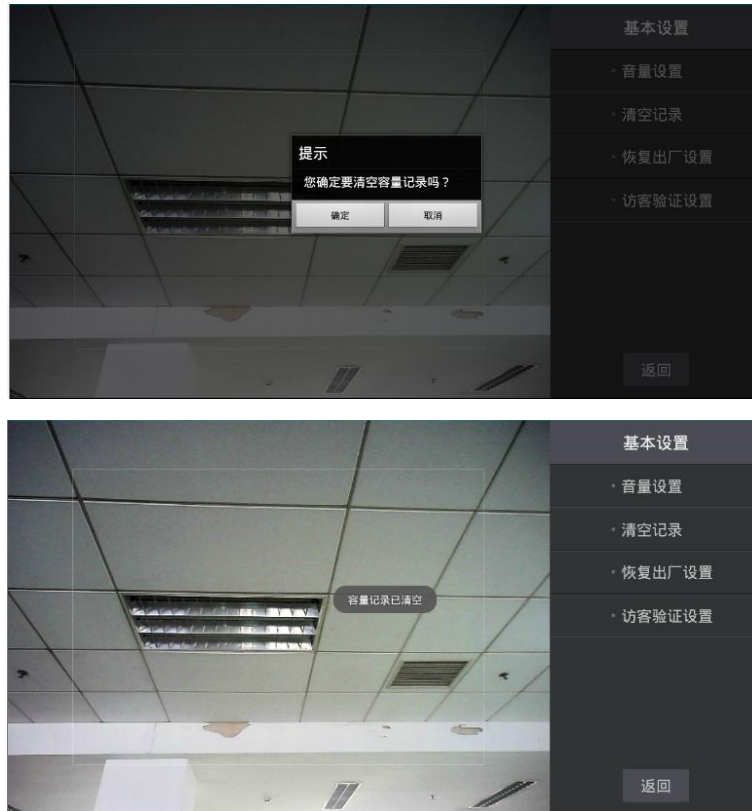 基本设置
· 音量设置
· 清空记录
· 恢复出厂设置
· 访客验证设置
提示
您确定要清空容量记录吗？
确定 取消
返回
基本设置
· 音量设置
· 清空记录
· 恢复出厂设置
· 访客验证设置
容量记录已清空
返回